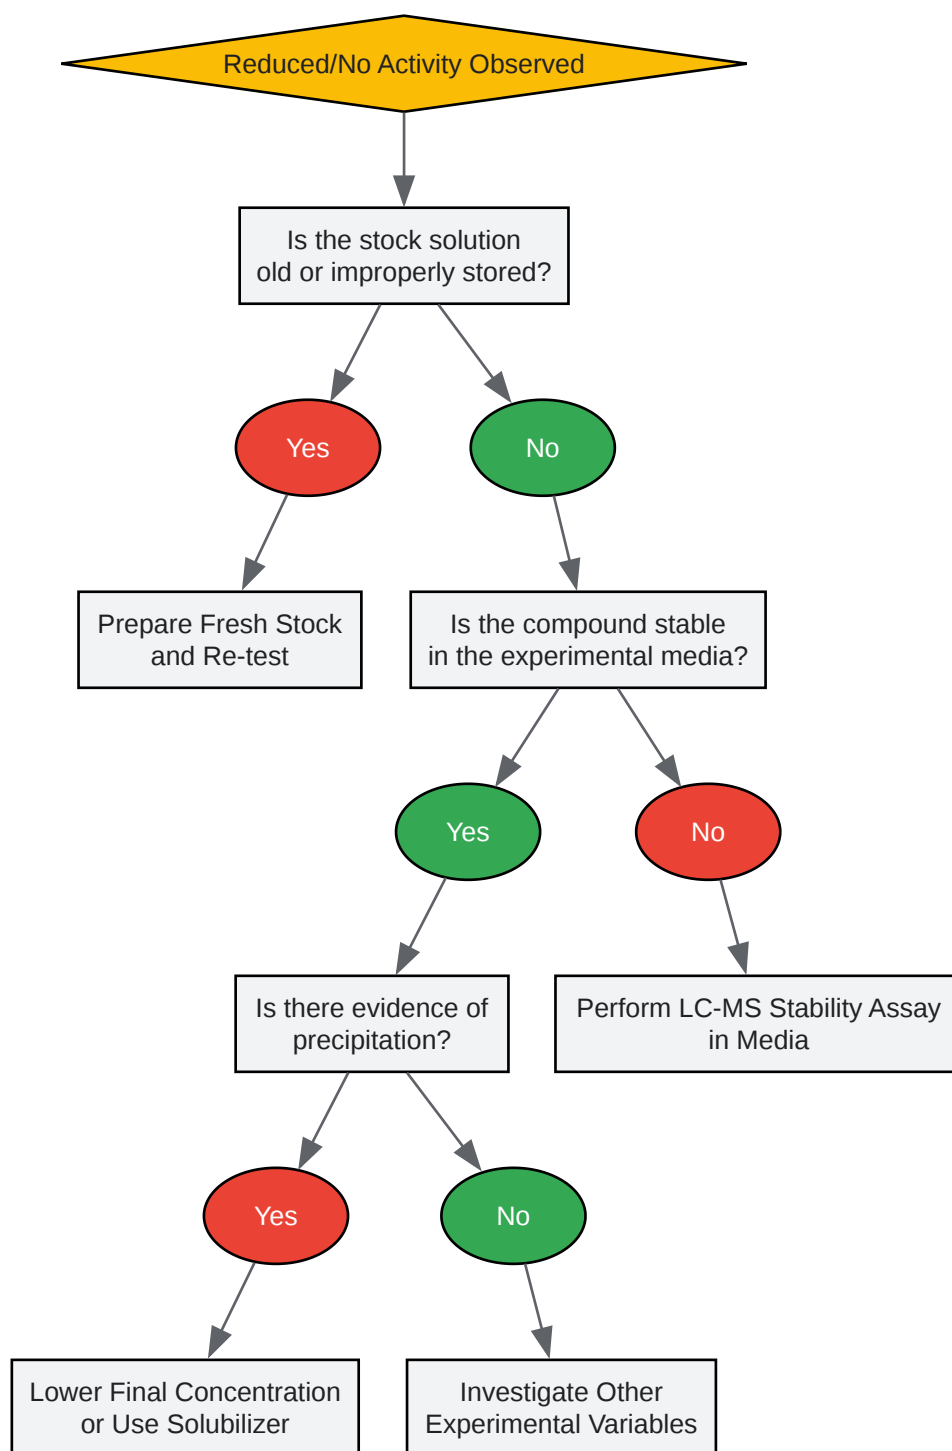 Reduced/No Activity Observed
Is the stock solution
old or improperly stored?
Yes
No
Prepare Fresh Stock
and Re-test
Is the compound stable
in the experimental media?
Yes
No
Is there evidence of
precipitation?
Perform LC-MS Stability Assay
in Media
Yes
No
Lower Final Concentration
or Use Solubilizer
Investigate Other
Experimental Variables